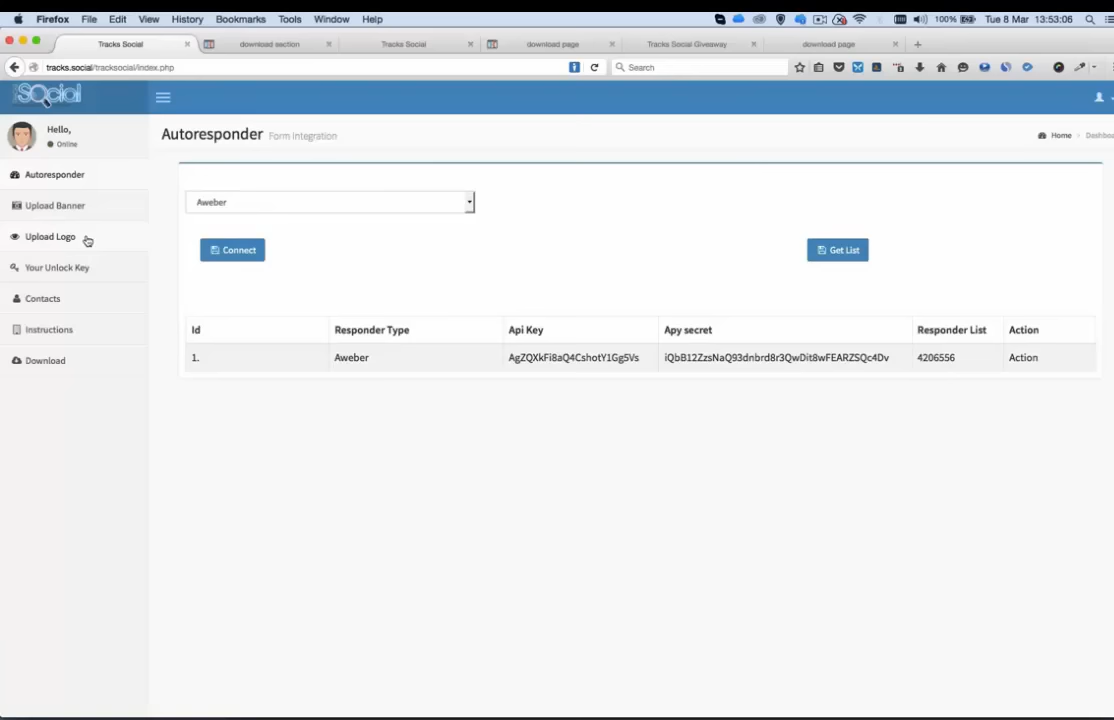 Firefox File Edit View History Bookmarks Tools Window Help 100% Tue 8 Mar 13:53:06
Tracks Social download section Tracks Social download page Tracks Social Giveaway download page
tracks.social/tracksocial/index.php Search
SOcial
Hello,
Online
Autoresponder Form Integration Home
Autoresponder
Upload Banner
Upload Logo
Your Unlock Key
Contacts
Instructions
Download
Aweber
Connect Get List
Id Responder Type Api Key Apy secret Responder List Action
1. Aweber AgZQXkFi8aQ4CshotY1Gg5Vs iQbB12ZzsNaQ93dnbrd8r3QwDit8wFEARZSQc4Dv 4206556 Action